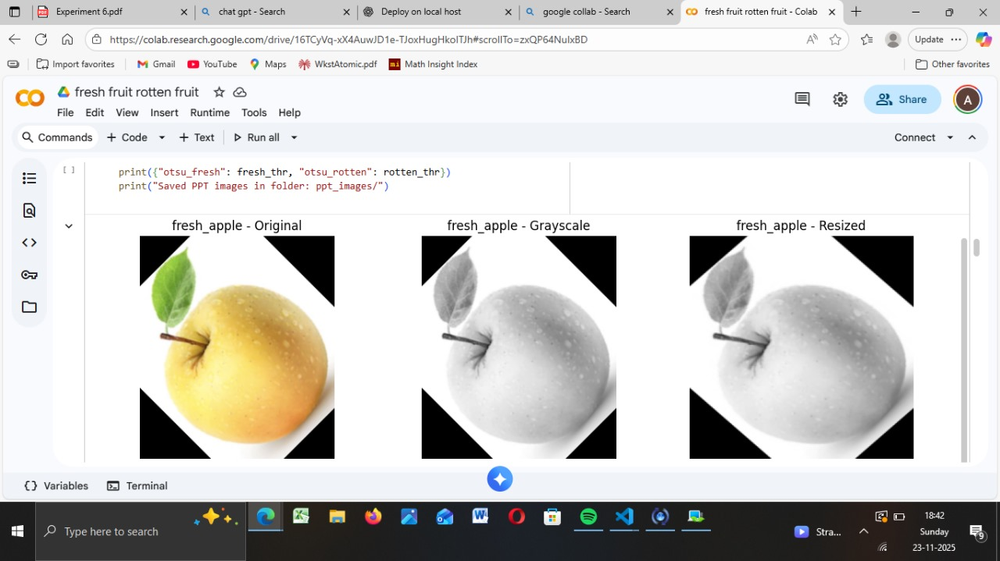 Experiment 6.pdf
chat gpt - Search
Deploy on local host
google collab - Search
fresh fruit rotten fruit - Colab
https://colab.research.google.com/drive/16TCyVq-xX4AuwJD1e-TJoxHugHkoITJh#scrollTo=zxQP64NuIxBD
Update
Import favorites
Gmail
YouTube
Maps
WkstAtomic.pdf
Math Insight Index
Other favorites
fresh fruit rotten fruit
File Edit View Insert Runtime Tools Help
Share
A
Commands + Code + Text Run all
Connect
[ ]
print({"otsu_fresh": fresh_thr, "otsu_rotten": rotten_thr})
print("Saved PPT images in folder: ppt_images/")
fresh_apple - Original
fresh_apple - Grayscale
fresh_apple - Resized
Variables
Terminal
Type here to search
Stra...
18:42
Sunday
23-11-2025
9